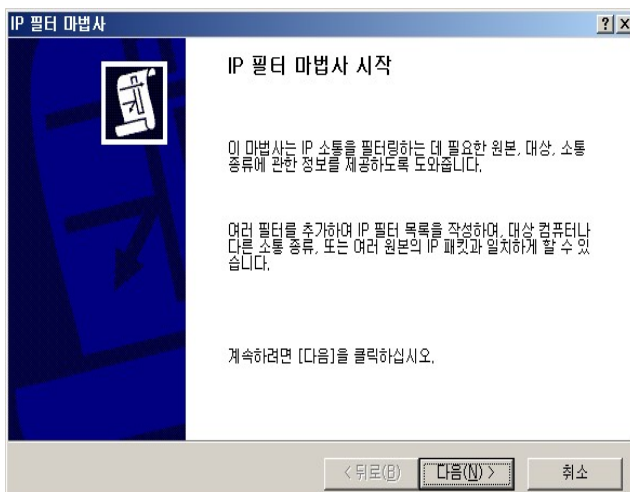 IP 필터 마법사
IP 필터 마법사 시작
이 마법사는 IP 소통을 필터링하는 데 필요한 원본, 대상, 소통
종류에 관한 정보를 제공하도록 도와줍니다.
여러 필터를 추가하여 IP 필터 목록을 작성하여, 대상 컴퓨터나
다른 소통 종류, 또는 여러 원본의 IP 패킷과 일치하게 할 수 있
습니다.
계속하려면 [다음]을 클릭하십시오.
< 뒤로(B) 다음(N) > 취소